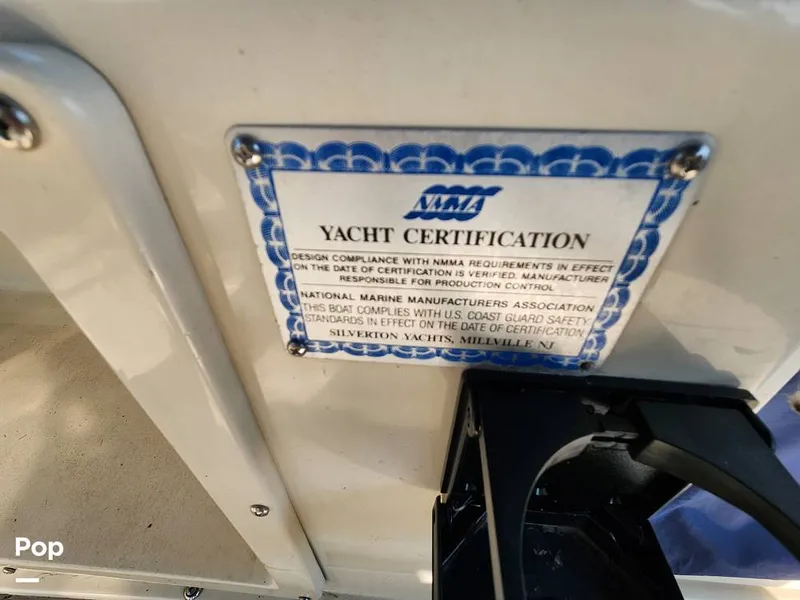 NMMA
YACHT CERTIFICATION
DESIGN COMPLIANCE WITH NMMA REQUIREMENTS IN EFFECT
ON THE DATE OF CERTIFICATION IS VERIFIED. MANUFACTURER
RESPONSIBLE FOR PRODUCTION CONTROL
NATIONAL MARINE MANUFACTURERS ASSOCIATION
THIS BOAT COMPLIES WITH U.S. COAST GUARD SAFETY
STANDARDS IN EFFECT ON THE DATE OF CERTIFICATION
SILVERTON YACHTS, MILLVILLE NJ
Pop